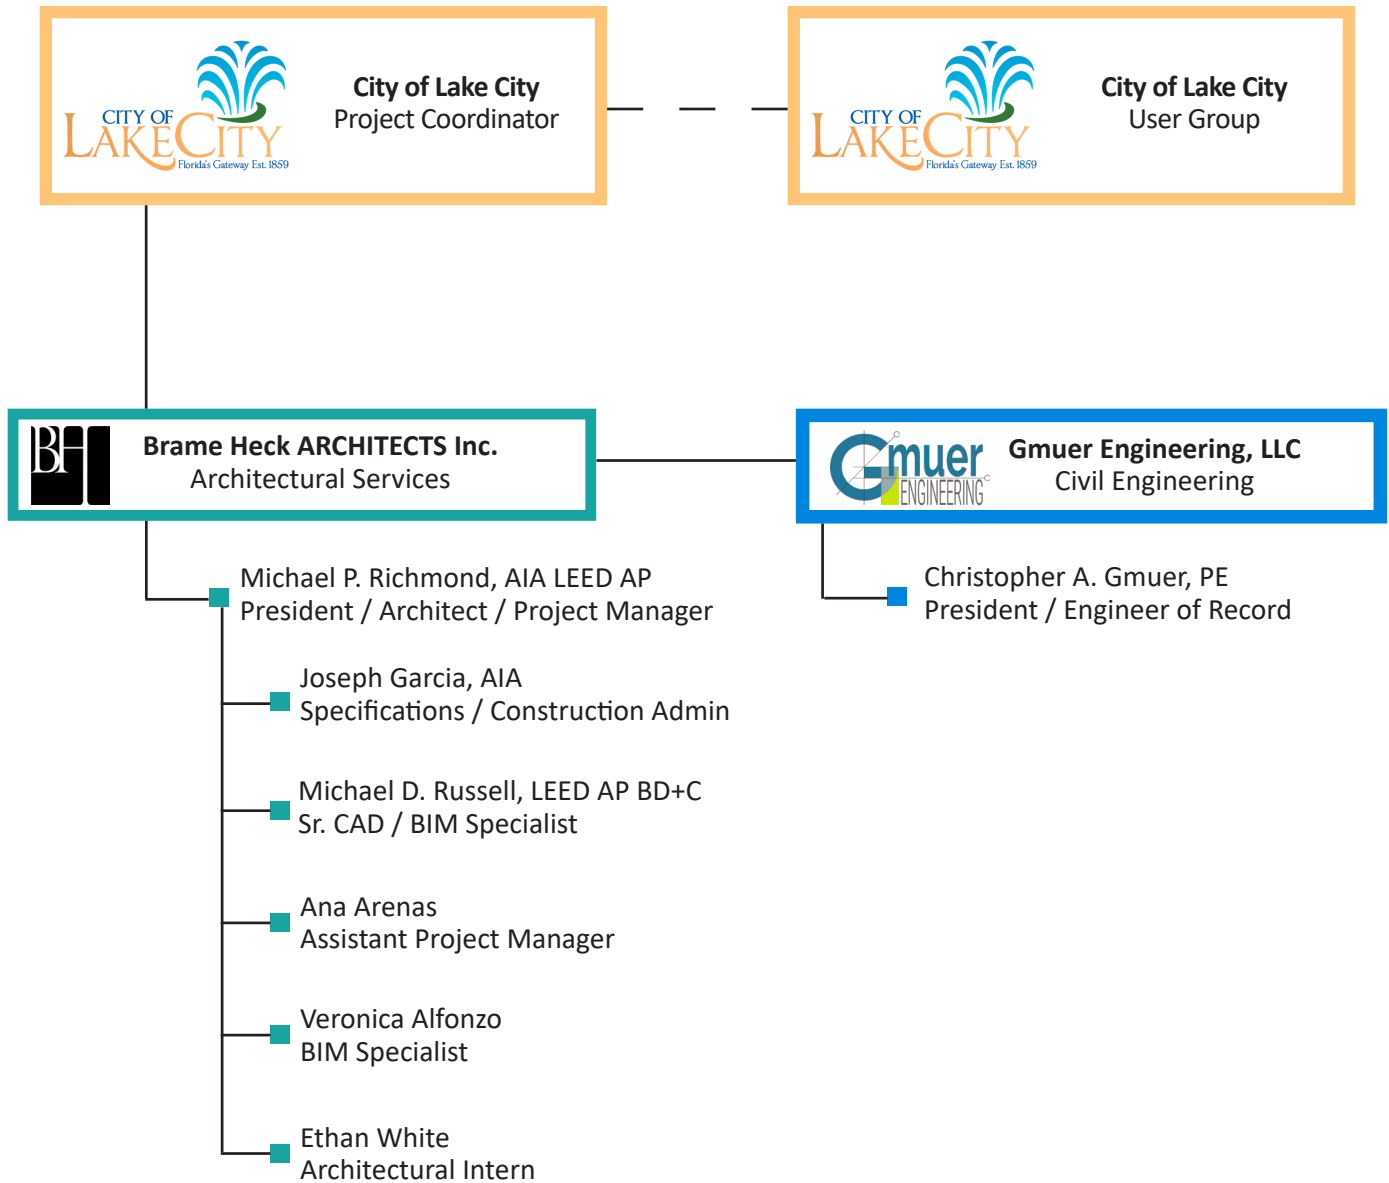 CITY OF
LAKE CITY
Florida's Gateway Est. 1859
City of Lake City
Project Coordinator
CITY OF
LAKE CITY
Florida's Gateway Est. 1859
City of Lake City
User Group
BH
Brame Heck ARCHITECTS Inc.
Architectural Services
Gmuer
ENGINEERING
Gmuer Engineering, LLC
Civil Engineering
Michael P. Richmond, AIA LEED AP
President / Architect / Project Manager
Christopher A. Gmuer, PE
President / Engineer of Record
Joseph Garcia, AIA
Specifications / Construction Admin
Michael D. Russell, LEED AP BD+C
Sr. CAD / BIM Specialist
Ana Arenas
Assistant Project Manager
Veronica Alfonzo
BIM Specialist
Ethan White
Architectural Intern